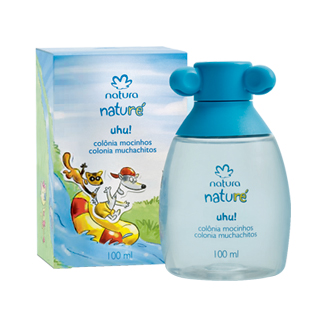 natura
naturé
uhu!
colônia mocinhos
colonia muchachitos
100 ml
natura
naturé
uhu!
colônia mocinhos
colonia muchachitos
100 ml